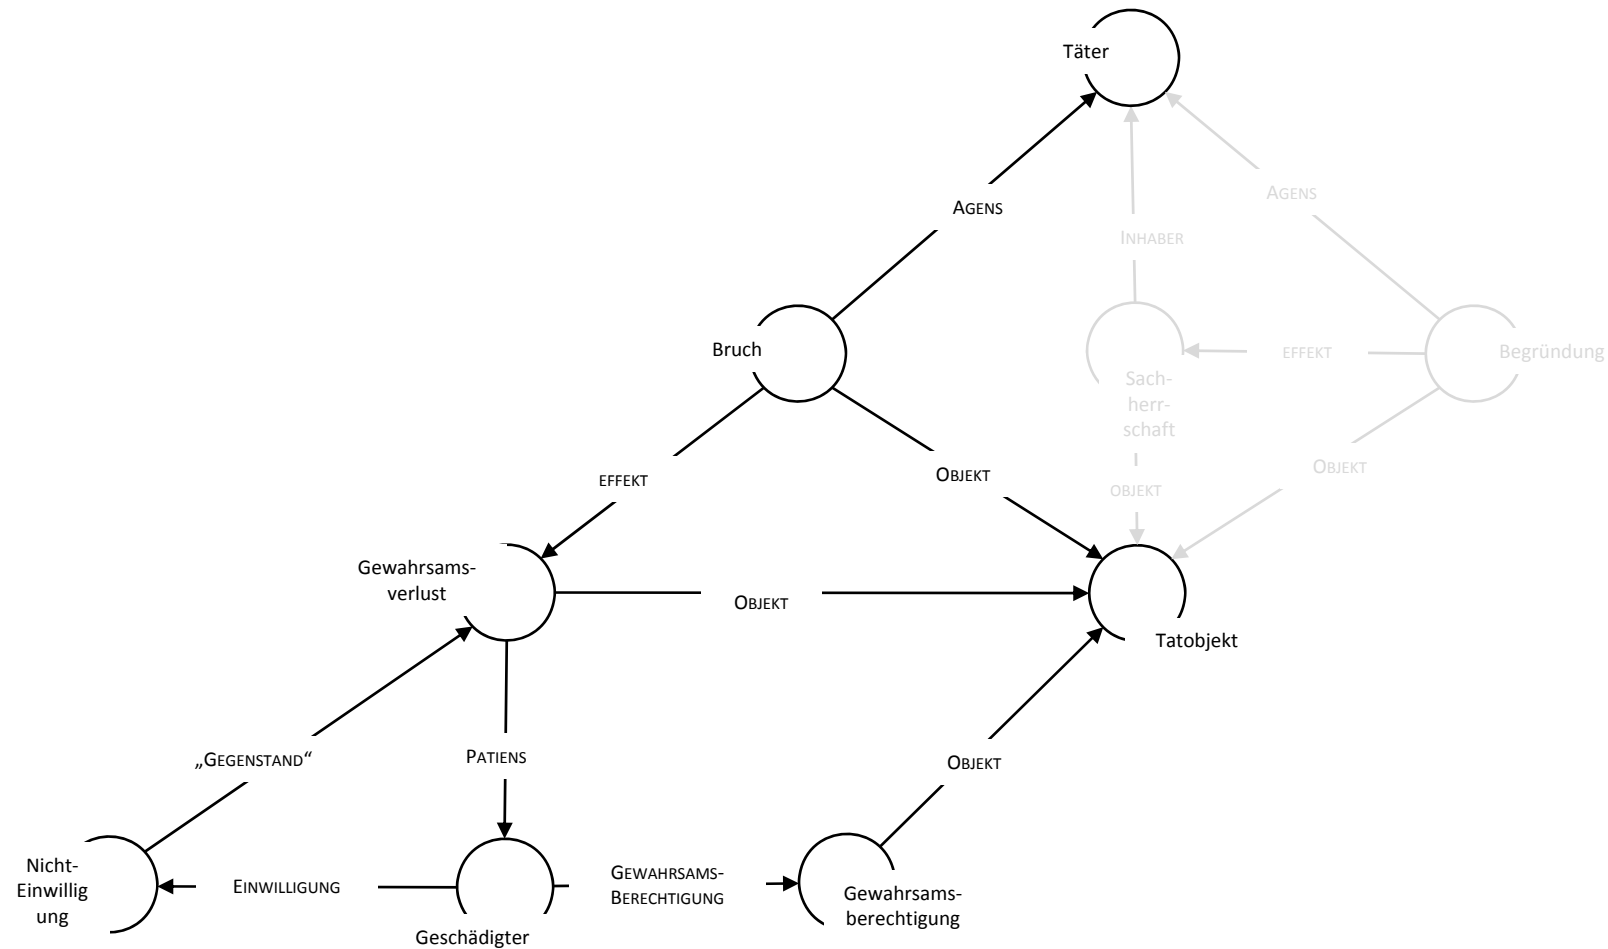 Täter
AGENS
AGENS
INHABER
Bruch
EFFEKT
Begründung
Sach-
herr-
schaft
EFFEKT
OBJEKT
OBJEKT
OBJEKT
Gewahrsams-
verlust
OBJEKT
Tatobjekt
„GEGENSTAND“
PATIENS
OBJEKT
Nicht-
Einwillig
ung
EINWILLIGUNG
GEWAHRSAMS-
BERECHTIGUNG
Gewahrsams-
berechtigung
Geschädigter